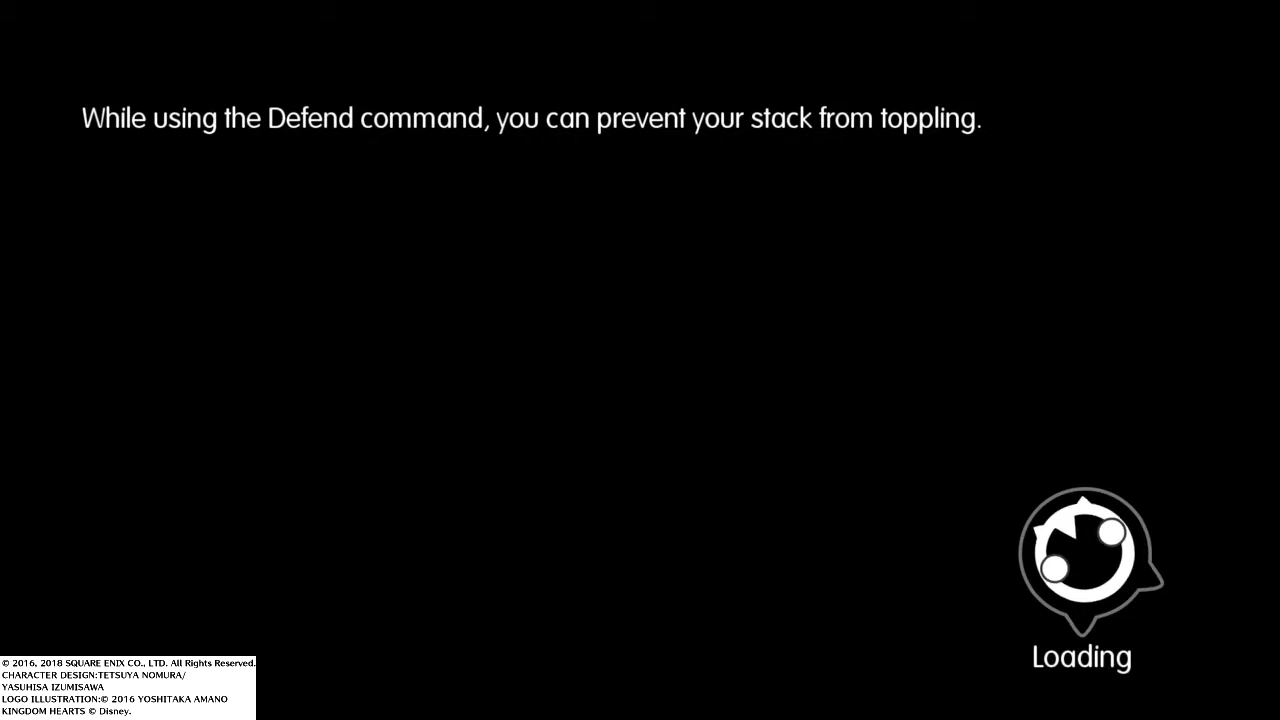 While using the Defend command, you can prevent your stack from toppling.
Loading
© 2016, 2018 SQUARE ENIX CO., LTD. All Rights Reserved.
CHARACTER DESIGN:TETSUYA NOMURA/
YASUHISA IZUMISAWA
LOGO ILLUSTRATION:© 2016 YOSHITAKA AMANO
KINGDOM HEARTS © Disney.